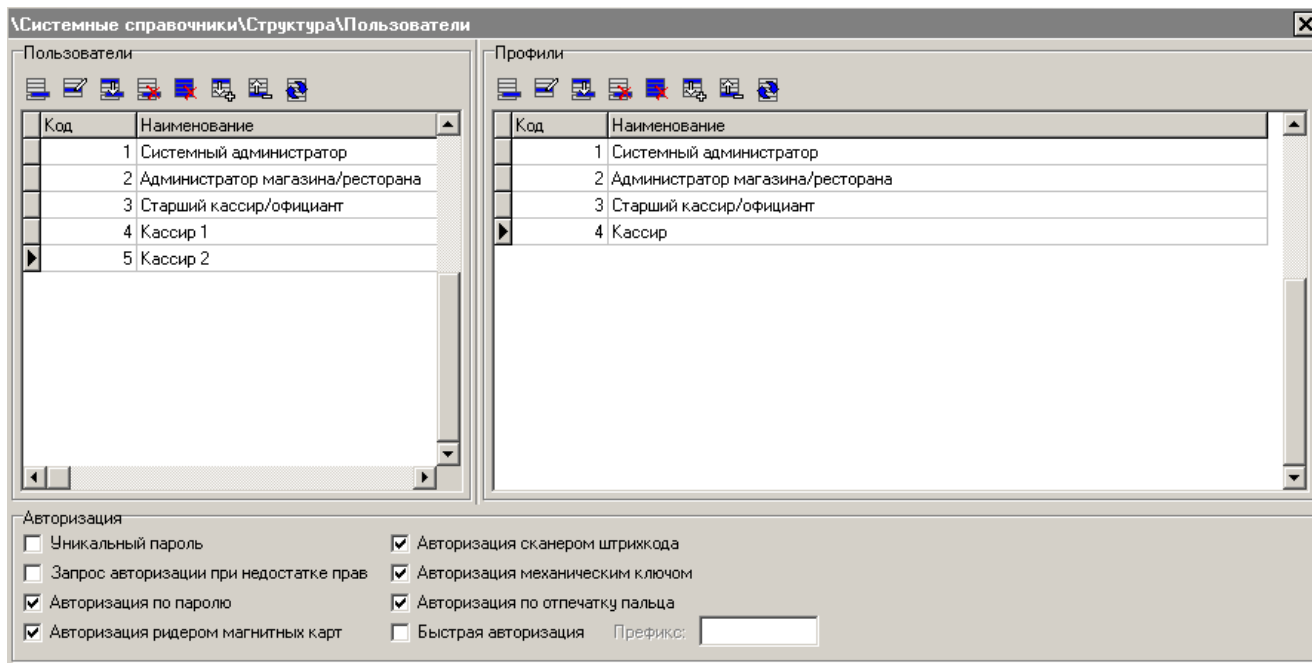 \Системные справочники\Структура\Пользователи
Пользователи
Код Наименование
1 Системный администратор
2 Администратор магазина/ресторана
3 Старший кассир/официант
4 Кассир 1
5 Кассир 2
Профили
Код Наименование
1 Системный администратор
2 Администратор магазина/ресторана
3 Старший кассир/официант
4 Кассир
Авторизация
Уникальный пароль
Запрос авторизации при недостатке прав
Авторизация по паролю
Авторизация ридером магнитных карт
Авторизация сканером штрихкода
Авторизация механическим ключом
Авторизация по отпечатку пальца
Быстрая авторизация Префикс: